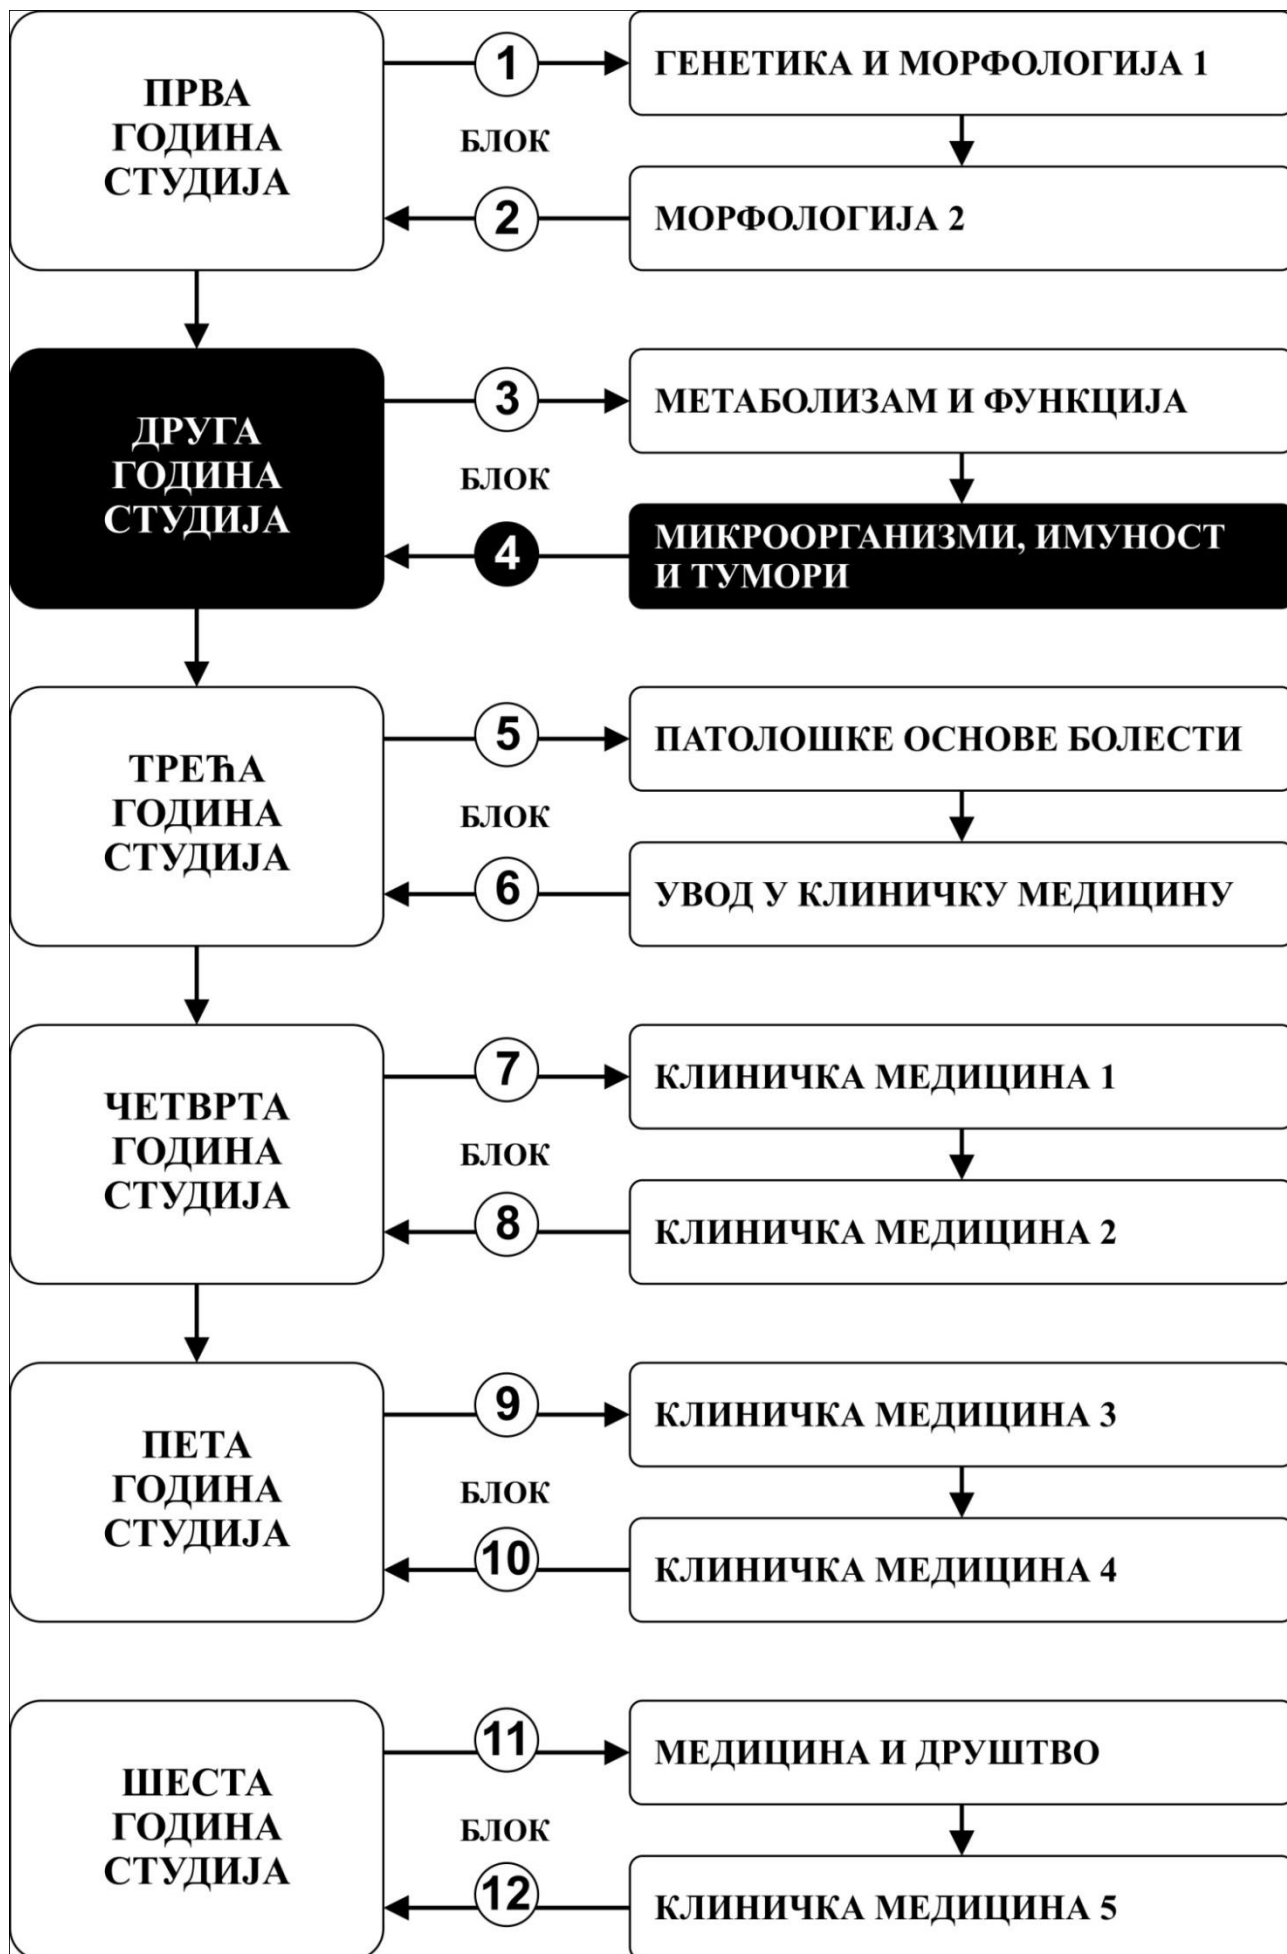 ПРВА
ГОДИНА
СТУДИЈА
1
БЛОК
2
ГЕНЕТИКА И МОРФОЛОГИЈА 1
МОРФОЛОГИЈА 2
ДРУГА
ГОДИНА
СТУДИЈА
3
БЛОК
4
МЕТАБОЛИЗАМ И ФУНКЦИЈА
МИКРООРГАНИЗМИ, ИМУНОСТ
И ТУМОРИ
ТРЕЋА
ГОДИНА
СТУДИЈА
5
БЛОК
6
ПАТОЛОШКЕ ОСНОВЕ БОЛЕСТИ
УВОД У КЛИНИЧКУ МЕДИЦИНУ
ЧЕТВРТА
ГОДИНА
СТУДИЈА
7
БЛОК
8
КЛИНИЧКА МЕДИЦИНА 1
КЛИНИЧКА МЕДИЦИНА 2
ПЕТА
ГОДИНА
СТУДИЈА
9
БЛОК
10
КЛИНИЧКА МЕДИЦИНА 3
КЛИНИЧКА МЕДИЦИНА 4
ШЕСТА
ГОДИНА
СТУДИЈА
11
БЛОК
12
МЕДИЦИНА И ДРУШТВО
КЛИНИЧКА МЕДИЦИНА 5